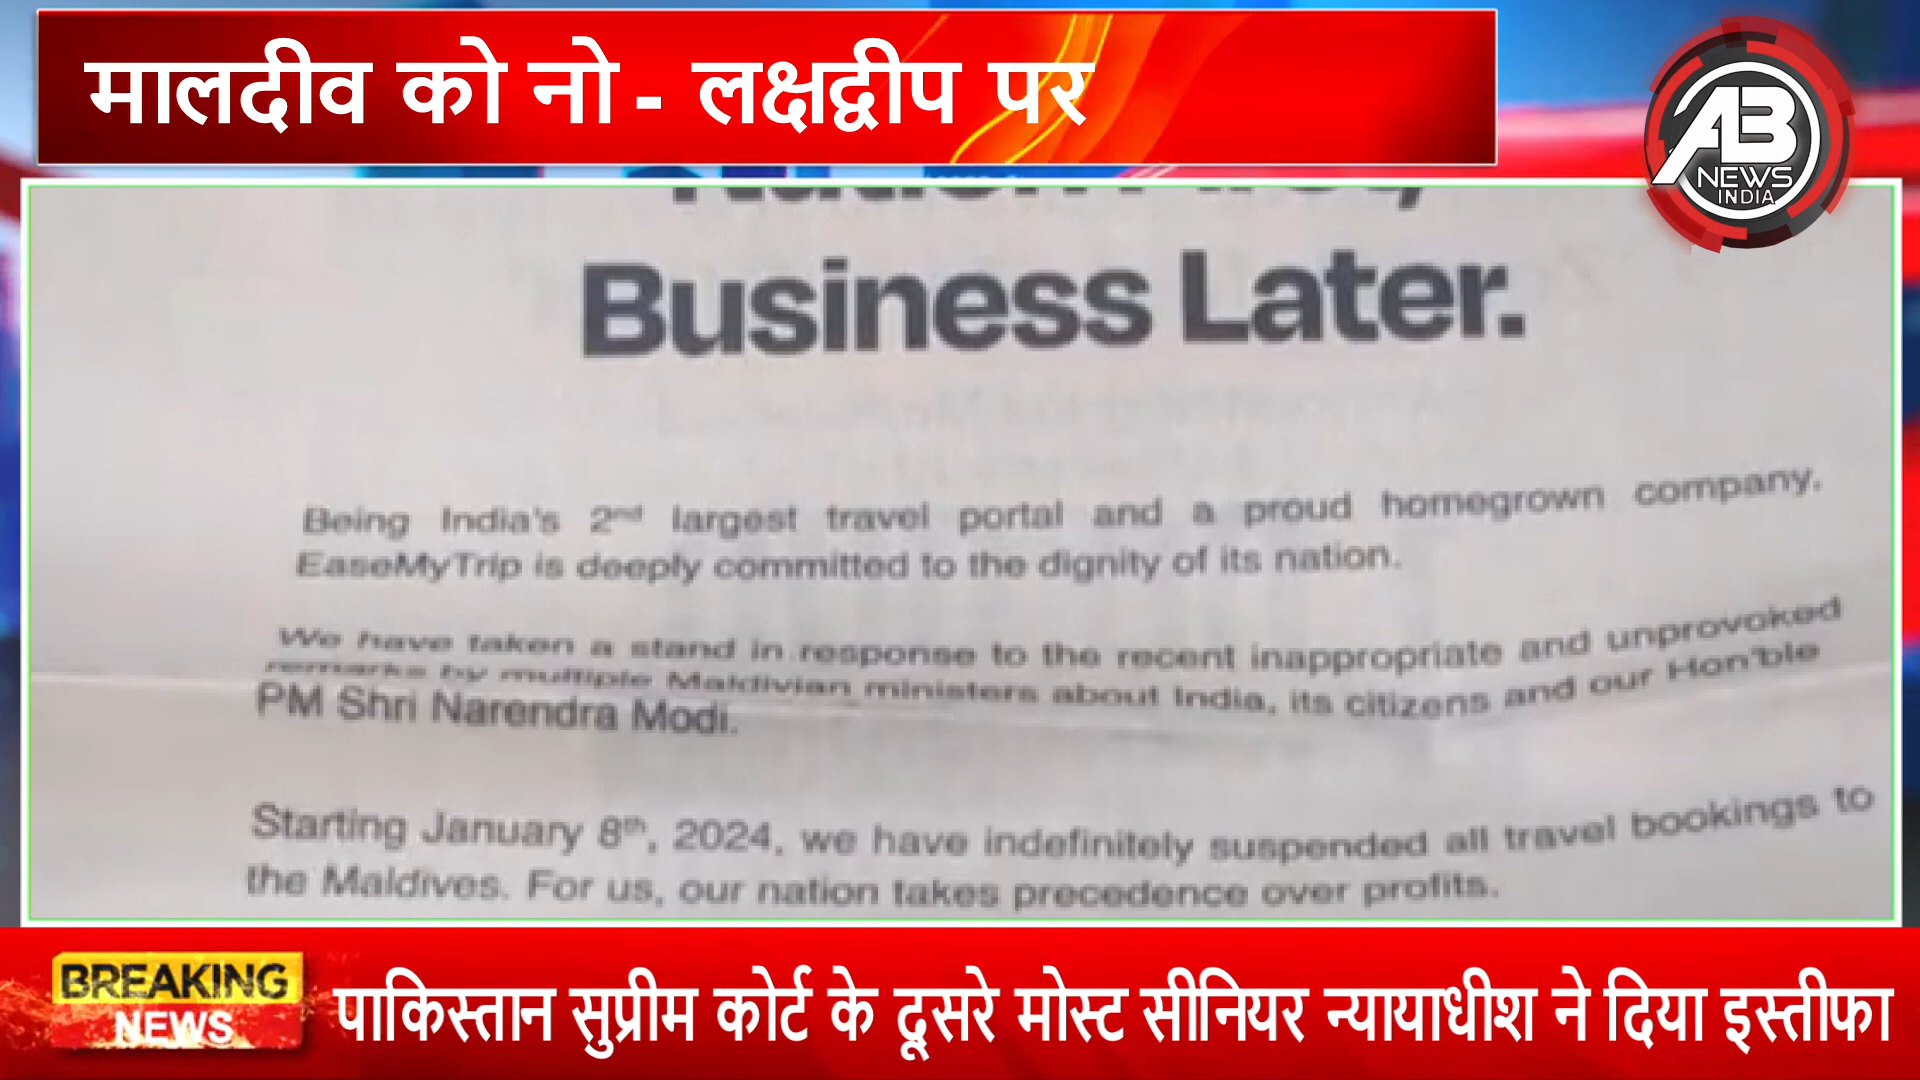 मालदीव को नो - लक्षद्वीप पर
AB
NEWS
INDIA
Business Later.
Being India's 2nd largest travel portal and a proud homegrown company,
EaseMyTrip is deeply committed to the dignity of its nation.
We have taken a stand in response to the recent inappropriate and unprovoked
remarks by multiple Maldivian ministers about India, its citizens and our Hon'ble
PM Shri Narendra Modi.
Starting January 8th, 2024, we have indefinitely suspended all travel bookings to
the Maldives. For us, our nation takes precedence over profits.
BREAKING
NEWS
पाकिस्तान सुप्रीम कोर्ट के दूसरे मोस्ट सीनियर न्यायाधीश ने दिया इस्तीफा